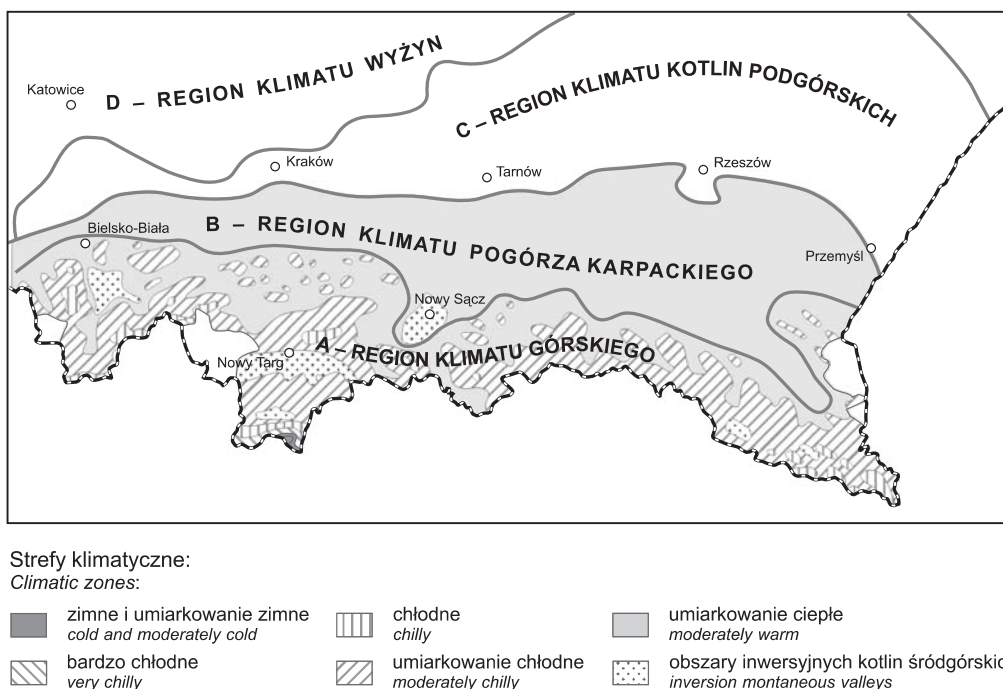 D – REGION KLIMATU WYŻYN
Katowice
C – REGION KLIMATU KOTLIN PODGÓRSKICH
Kraków
Tarnów
Rzeszów
Bielsko-Biała
B – REGION KLIMATU POGÓRZA KARPACKIEGO
Przemyśl
Nowy Sącz
A – REGION KLIMATU GÓRSKIEGO
Nowy Targ
Strefy klimatyczne:
Climatic zones:
zimne i umiarkowanie zimne
cold and moderately cold
chłodne
chilly
umiarkowanie ciepłe
moderately warm
bardzo chłodne
very chilly
umiarkowanie chłodne
moderately chilly
obszary inwersyjnych kotlin śródgórskic
inversion montaneous valleys